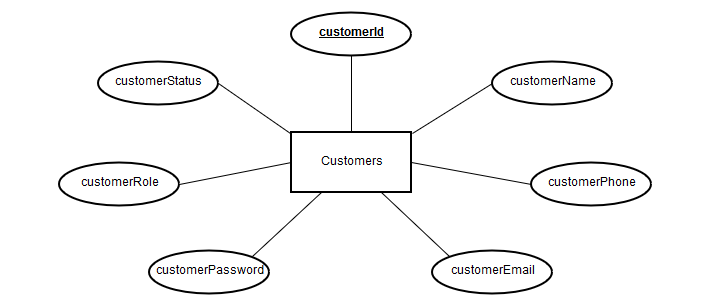 customerId
customerStatus
customerName
Customers
customerRole
customerPhone
customerPassword
customerEmail